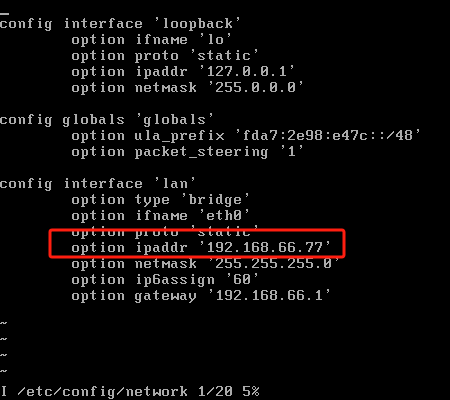 config interface 'loopback'
        option ifname 'lo'
        option proto 'static'
        option ipaddr '127.0.0.1'
        option netmask '255.0.0.0'

config globals 'globals'
        option ula_prefix 'fda7:2e98:e47c::/48'
        option packet_steering '1'

config interface 'lan'
        option type 'bridge'
        option ifname 'eth0'
        option proto 'static'
        option ipaddr '192.168.66.77'
        option netmask '255.255.255.0'
        option ip6assign '60'
        option gateway '192.168.66.1'
~
~
~
~
I /etc/config/network 1/20 5%